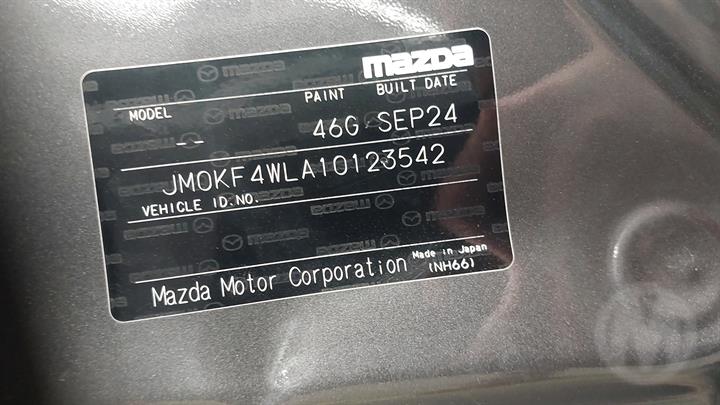 mazda
MODEL PAINT BUILT DATE
-- 46G SEP24
JM0KF4WLA10123542
VEHICLE ID.NO.
Mazda Motor Corporation Made in Japan
(NH66)